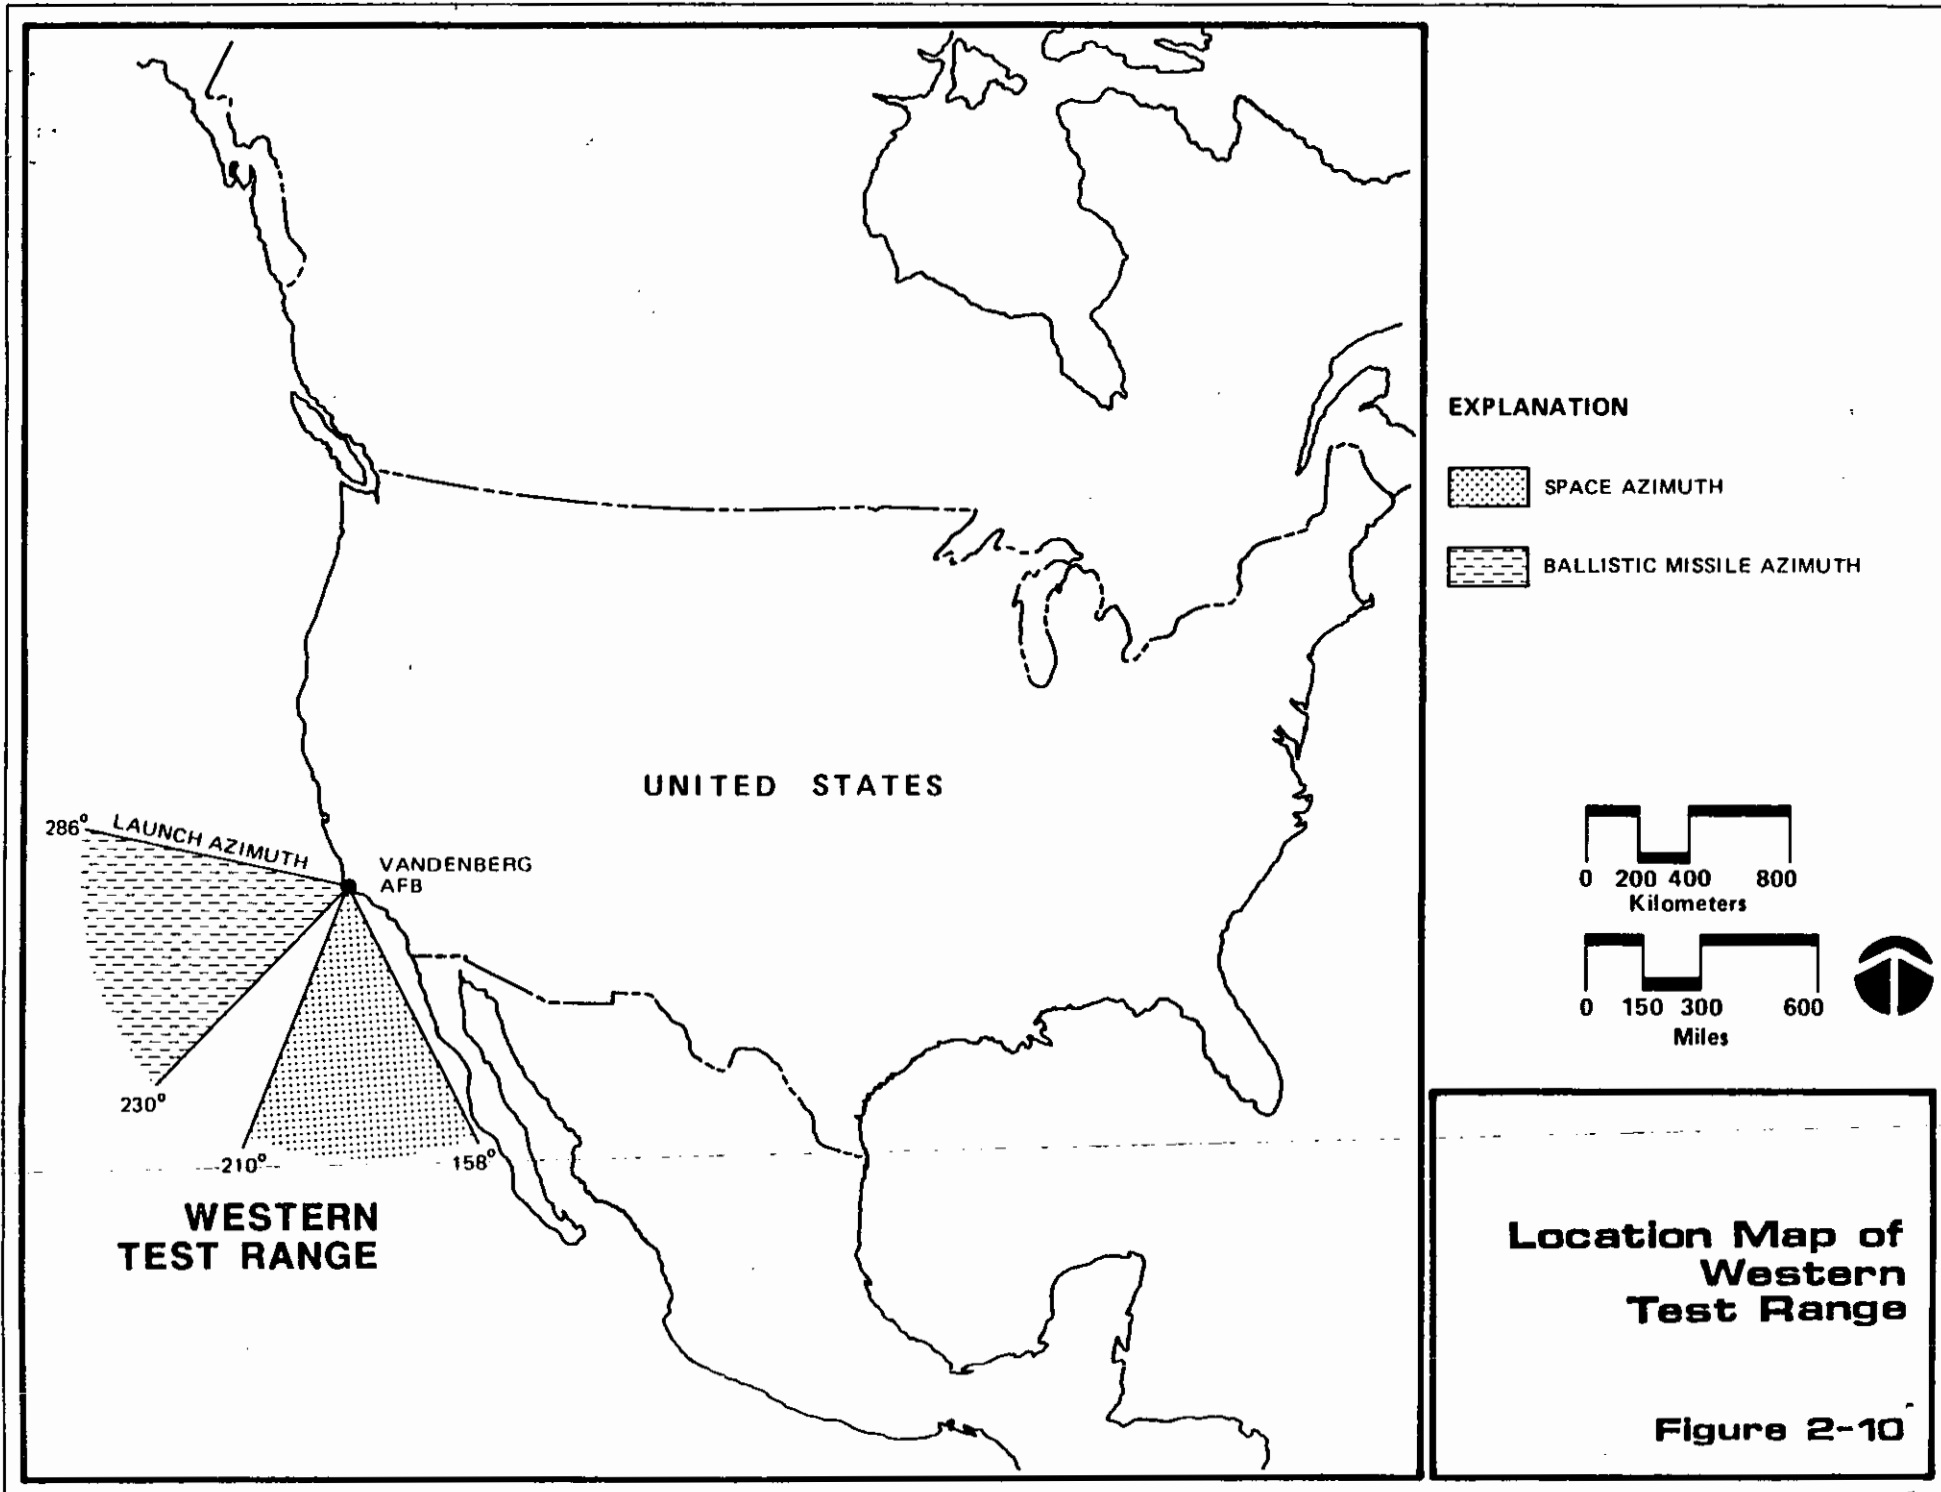 EXPLANATION
SPACE AZIMUTH
BALLISTIC MISSILE AZIMUTH
UNITED STATES
286° LAUNCH AZIMUTH
VANDENBERG
AFB
230°
210°
158°
WESTERN
TEST RANGE
0 200 400 800
Kilometers
0 150 300 600
Miles
Location Map of
Western
Test Range
Figure 2-10